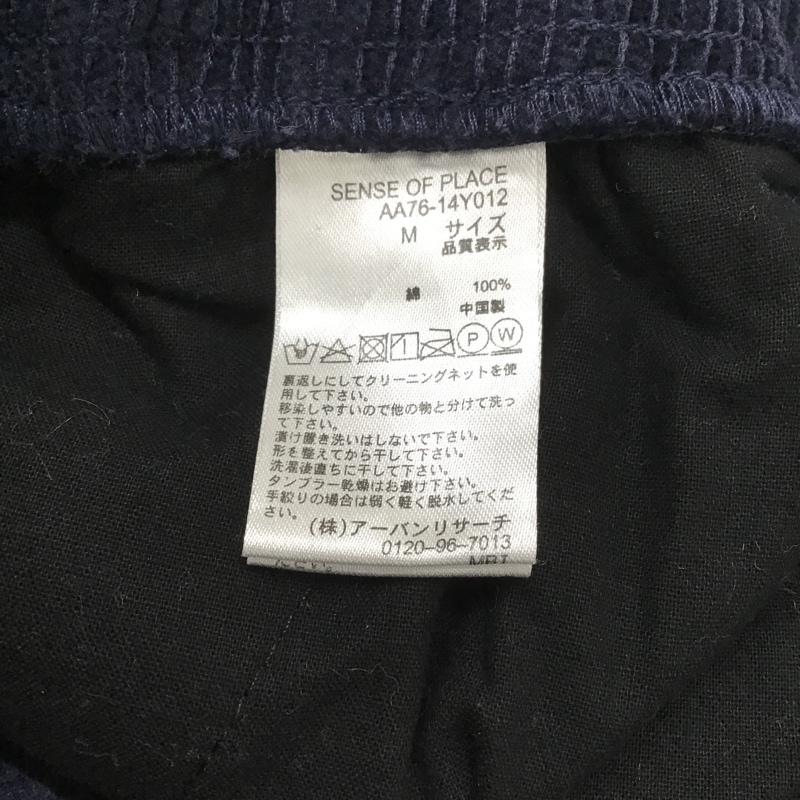 SENSE OF PLACE
AA76-14Y012
M サイズ
品質表示
綿 100%
中国製
1 P W
裏返しにしてクリーニングネットを使
用して下さい。
移染しやすいので他の物と分けて洗っ
て下さい。
漬け置き洗いはしないで下さい。
形を整えてから干して下さい。
洗濯後直ちに干して下さい。
タンブラー乾燥はお避け下さい。
手絞りの場合は弱く軽く脱水してくだ
さい。
(株)アーバンリサーチ
0120-96-7013